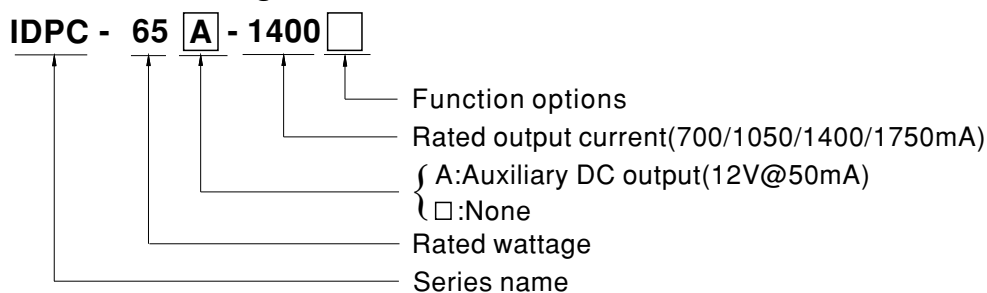 IDPC - 65 A - 1400 □
Function options
Rated output current(700/1050/1400/1750mA)
A:Auxiliary DC output(12V@50mA)
□:None
Rated wattage
Series name